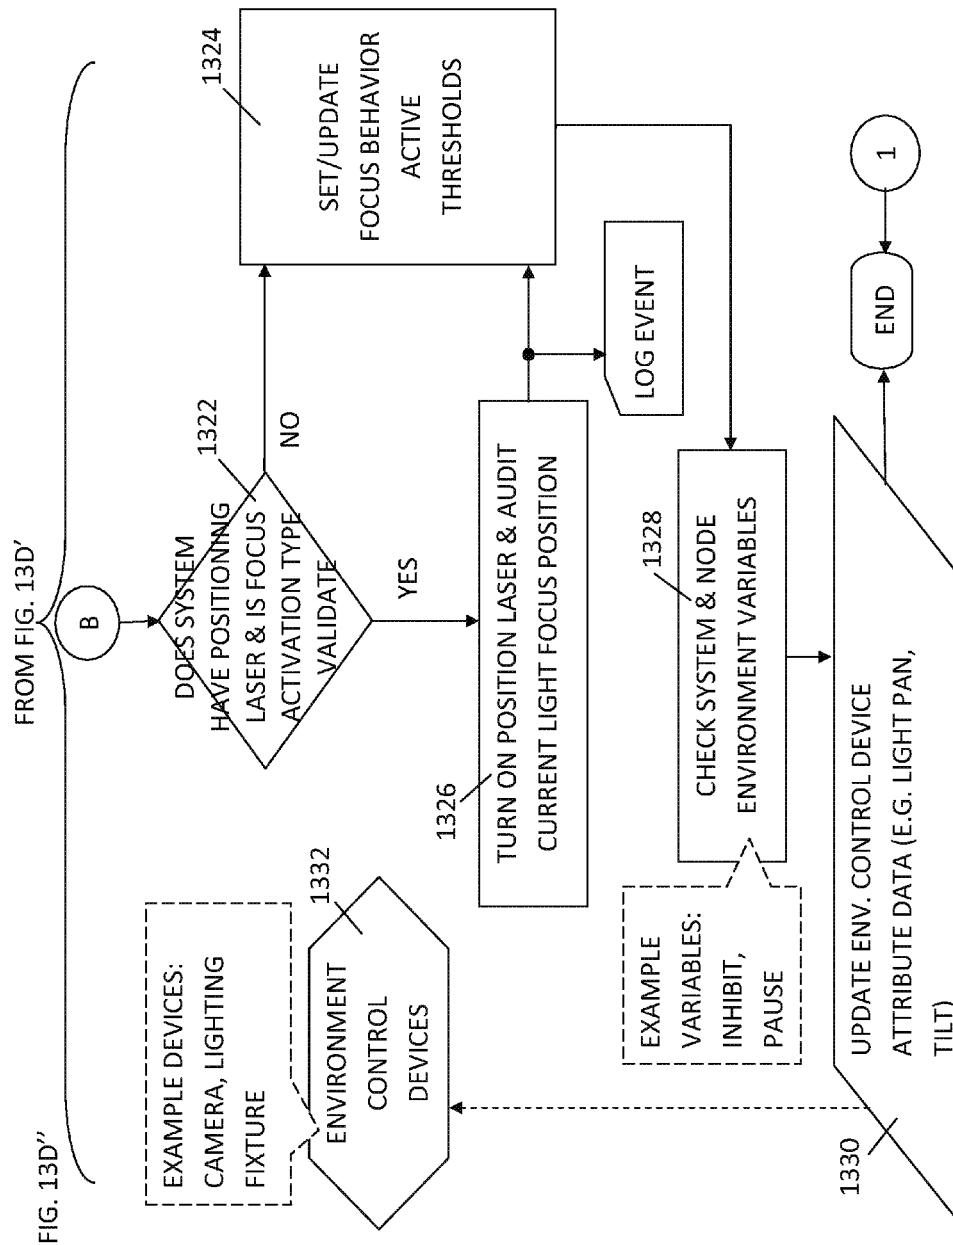 FIG. 13D''
FROM FIG. 13D'
B
DOES SYSTEM
HAVE POSITIONING
LASER & IS FOCUS
ACTIVATION TYPE
VALIDATE
1322
NO
YES
1324
SET/UPDATE
FOCUS BEHAVIOR
ACTIVE
THRESHOLDS
EXAMPLE DEVICES:
CAMERA, LIGHTING
FIXTURE
1332
ENVIRONMENT
CONTROL
DEVICES
1326
TURN ON POSITION LASER & AUDIT
CURRENT LIGHT FOCUS POSITION
LOG EVENT
EXAMPLE
VARIABLES:
INHIBIT,
PAUSE
1328
CHECK SYSTEM & NODE
ENVIRONMENT VARIABLES
1330
UPDATE ENV. CONTROL DEVICE
ATTRIBUTE DATA (E.G. LIGHT PAN,
TILT)
END
1